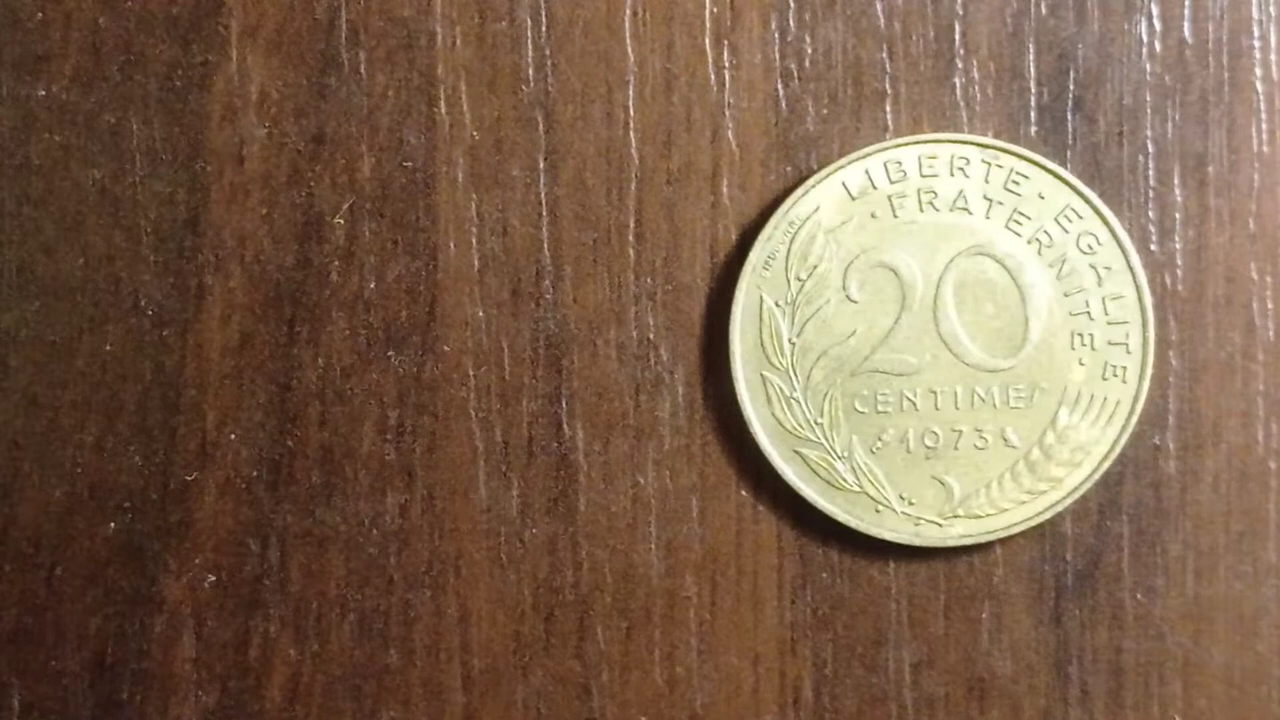 LIBERTE · EGALITE
· FRATERNITE ·
20
CENTIMES
1973